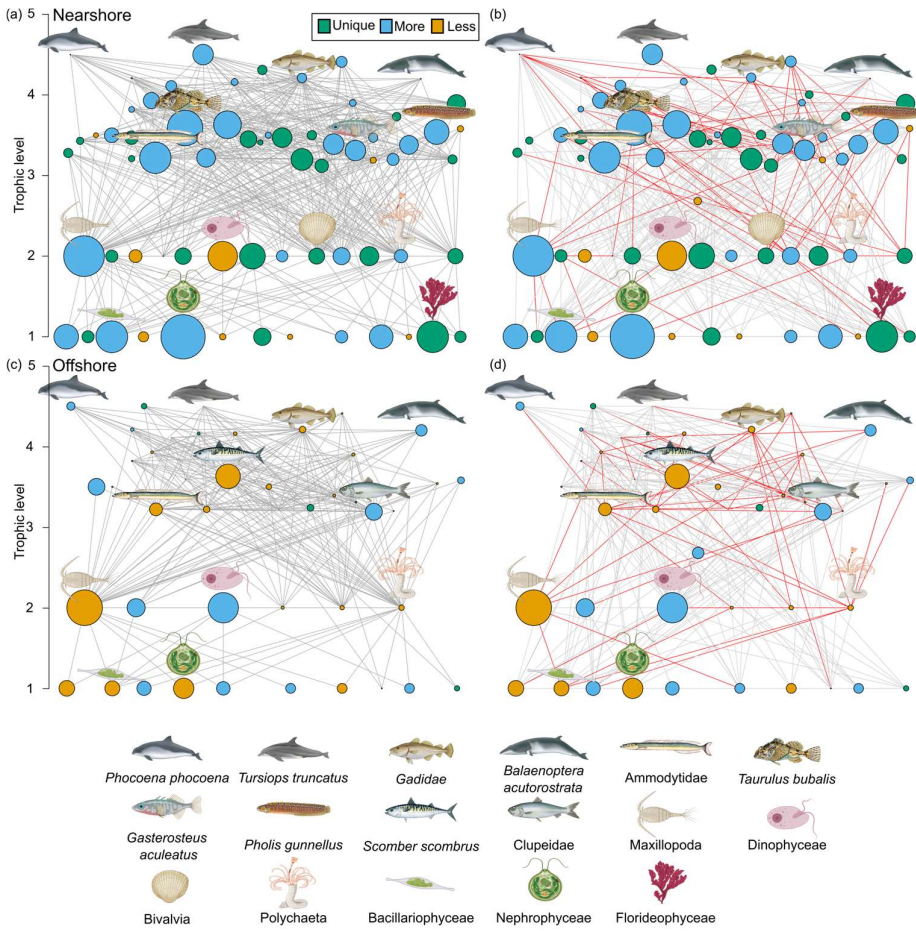 (a) Nearshore
Unique More Less
(b)
5
4
3
2
1
Trophic level
(c) Offshore
(d)
5
4
3
2
1
Trophic level
Phocoena phocoena
Tursiops truncatus
Gadidae
Balaenoptera
acutorostrata
Ammodytidae
Taurulus bubalis
Gasterosteus
aculeatus
Pholis gunnellus
Scomber scombrus
Clupeidae
Maxillopoda
Dinophyceae
Bivalvia
Polychaeta
Bacillariophyceae
Nephrophyceae
Florideophyceae